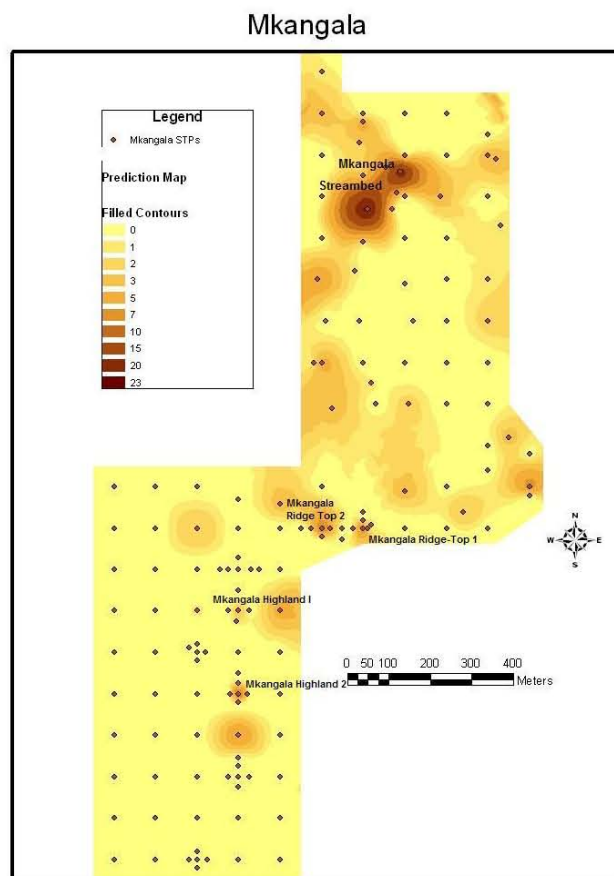 Mkangala
Legend
Mkangala STPs
Prediction Map
Filled Contours
0
1
2
3
5
7
10
15
20
23
Mkangala
Streambed
Mkangala
Ridge Top 2
Mkangala Ridge-Top 1
N
W E
S
Mkangala Highland I
Mkangala Highland 2
0 50 100 200 300 400
Meters